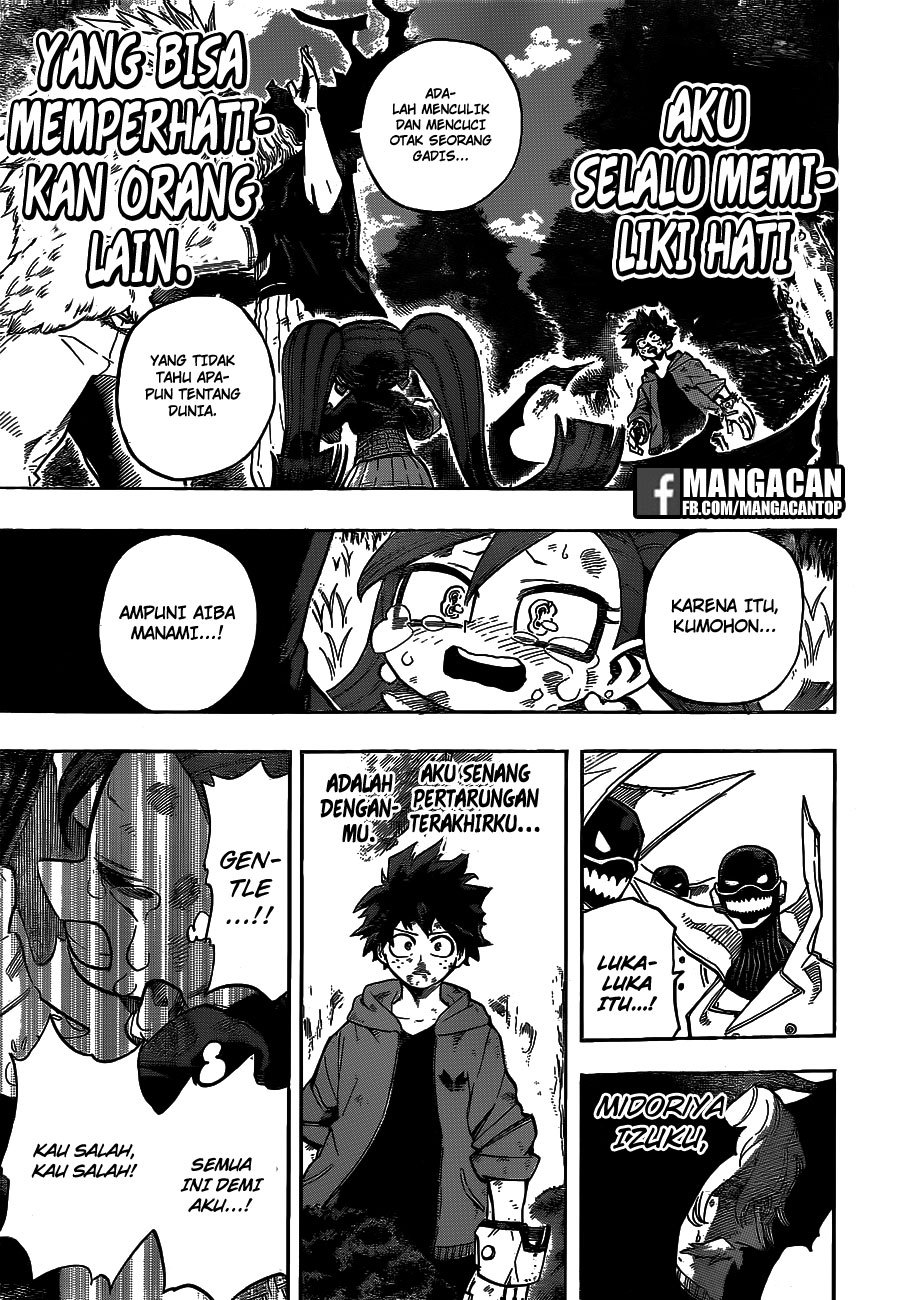 AKU
SELALU MEMI-
LIKI HATI
YANG BISA
MEMPERHATI-
KAN ORANG
LAIN.
ADA-
LAH MENCULIK
DAN MENCUCI
OTAK SEORANG
GADIS...
YANG TIDAK
TAHU APA-
PUN TENTANG
DUNIA.
MANGACAN
FB.COM/MANGACANTOP
KARENA ITU,
KUMOHON...
AMPUNI AIBA
MANAMI...!
LUKA-
LUKA
ITU...!
MIDORIYA
IZUKU,
AKU SENANG
PERTARUNGAN
TERAKHIRKU...
ADALAH
DENGAN-
MU.
GEN-
TLE
...!!
SEMUA
INI DEMI
AKU...!
KAU SALAH,
KAU SALAH!